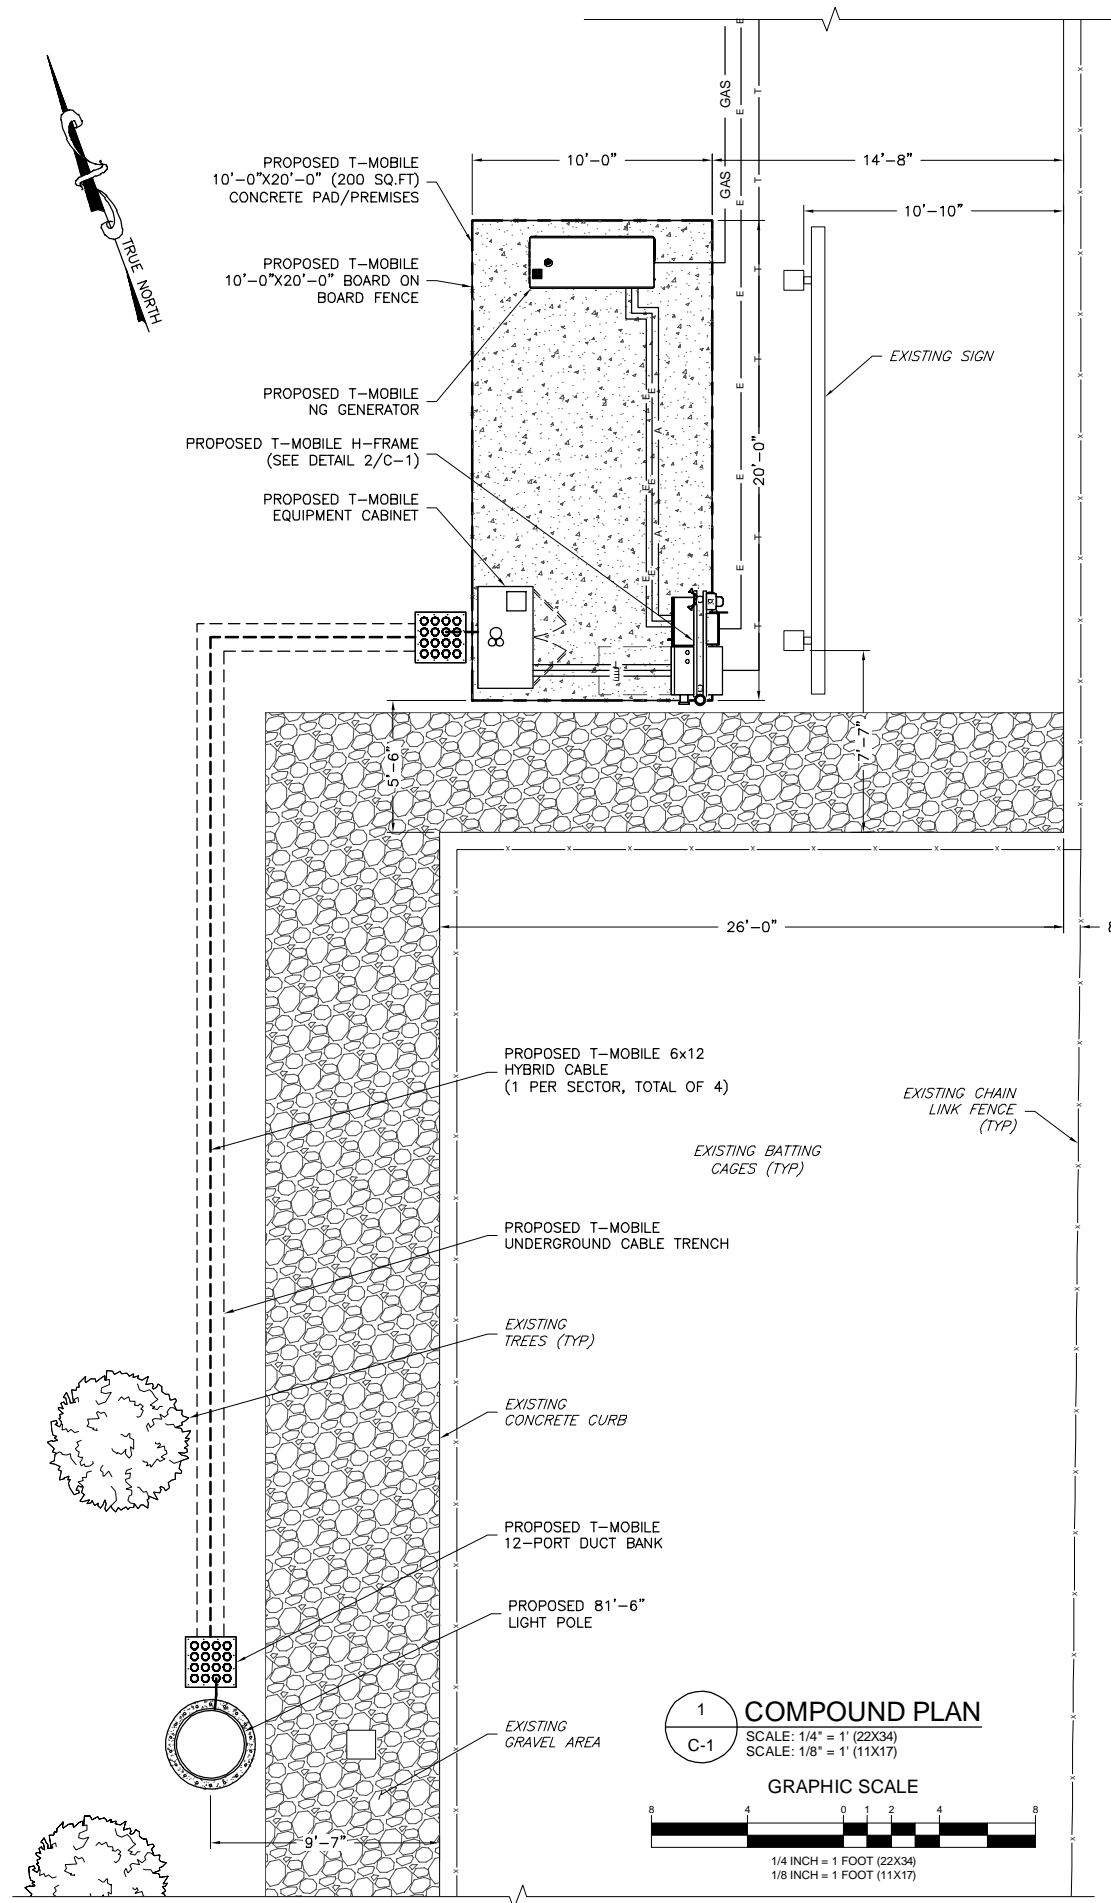 GAS
GAS
E
E
E
E
E
E
E
T
T
T
T
T
T
10'-0"
14'-8"
10'-10"
PROPOSED T-MOBILE
10'-0"X20'-0" (200 SQ.FT)
CONCRETE PAD/PREMISES
TRUE NORTH
PROPOSED T-MOBILE
10'-0"X20'-0" BOARD ON
BOARD FENCE
EXISTING SIGN
PROPOSED T-MOBILE
NG GENERATOR
PROPOSED T-MOBILE H-FRAME
(SEE DETAIL 2/C-1)
20'-0"
PROPOSED T-MOBILE
EQUIPMENT CABINET
5'-6"
7'-7"
26'-0"
8
PROPOSED T-MOBILE 6x12
HYBRID CABLE
(1 PER SECTOR, TOTAL OF 4)
EXISTING CHAIN
LINK FENCE
(TYP)
EXISTING BATTING
CAGES (TYP)
PROPOSED T-MOBILE
UNDERGROUND CABLE TRENCH
EXISTING
TREES (TYP)
EXISTING
CONCRETE CURB
PROPOSED T-MOBILE
12-PORT DUCT BANK
PROPOSED 81'-6"
LIGHT POLE
EXISTING
GRAVEL AREA
9'-7"
1
C-1
COMPOUND PLAN
SCALE: 1/4" = 1' (22X34)
SCALE: 1/8" = 1' (11X17)
GRAPHIC SCALE
8 4 0 1 2 4 8
1/4 INCH = 1 FOOT (22X34)
1/8 INCH = 1 FOOT (11X17)